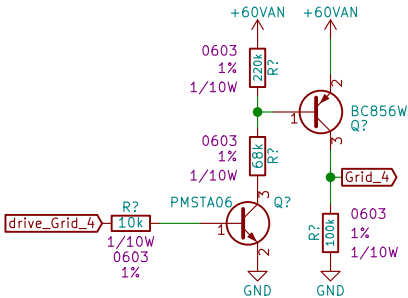 +60VAN
+60VAN
0603
1%
1/10W
220k
R?
2
BC856W
Q?
1
3
0603
1%
1/10W
68k
R?
Grid_4
PMSTA06
Q?
3
R?
drive_Grid_4
10k
1
2
1/10W
0603
1%
R?
100k
0603
1%
1/10W
GND
GND